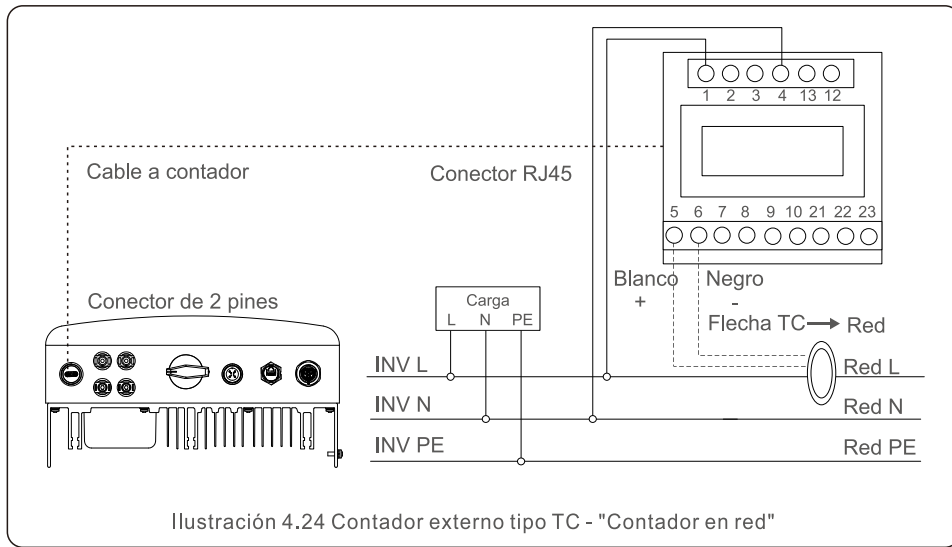 1 2 3 4 13 12
Cable a contador
Conector RJ45
5 6 7 8 9 10 21 22 23
Blanco Negro
+ -
Conector de 2 pines
Carga
L N PE
Flecha TC Red
INV L
Red L
INV N
Red N
INV PE
Red PE
Ilustración 4.24 Contador externo tipo TC - "Contador en red"